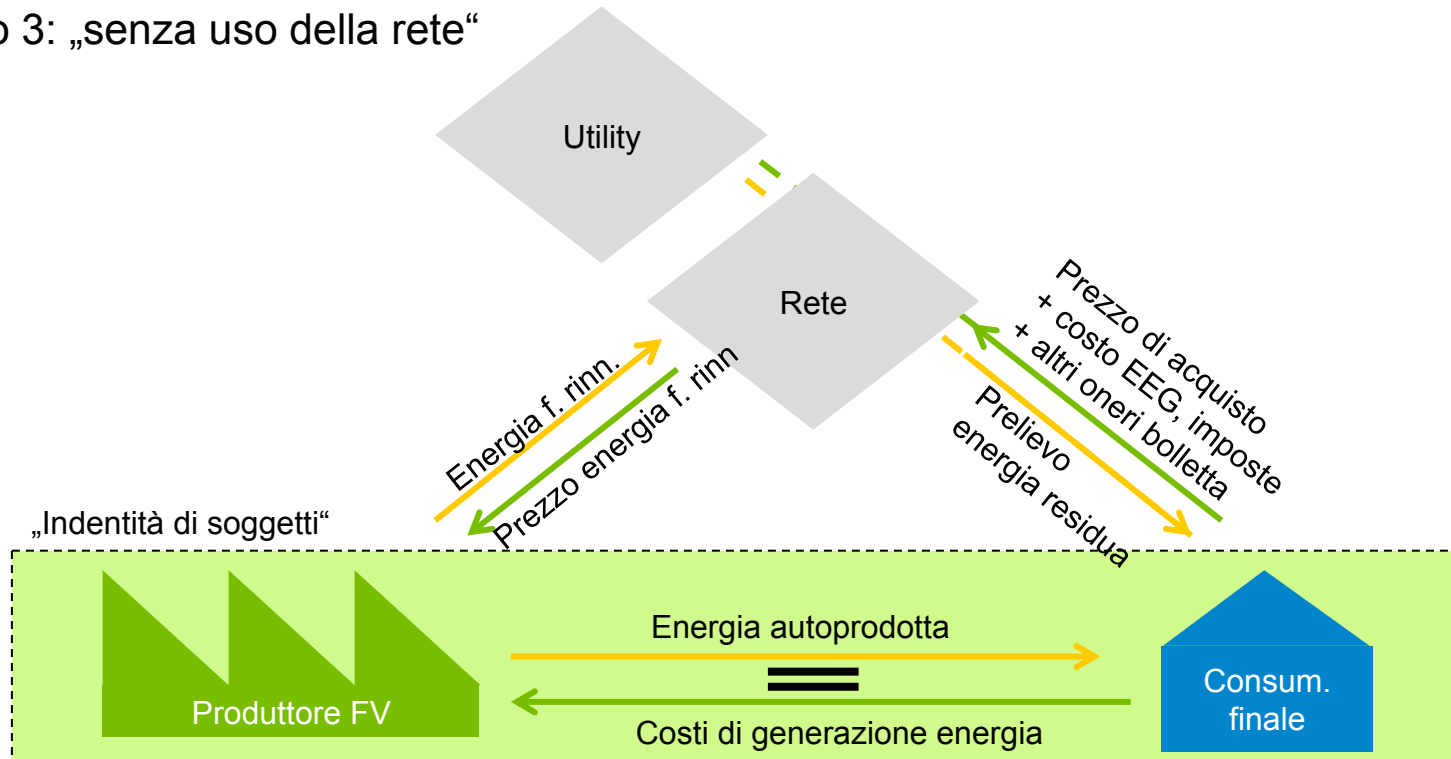 o 3: „senza uso della rete“
Utility
Rete
Prezzo di acquisto
+ costo EEG, imposte
+ altri oneri bolletta
Energia f. rinn.
Prezzo energia f. rinn
Prelievo
energia residua
„Indentità di soggetti“
Energia autoprodotta
Produttore FV
Costi di generazione energia
Consum.
finale